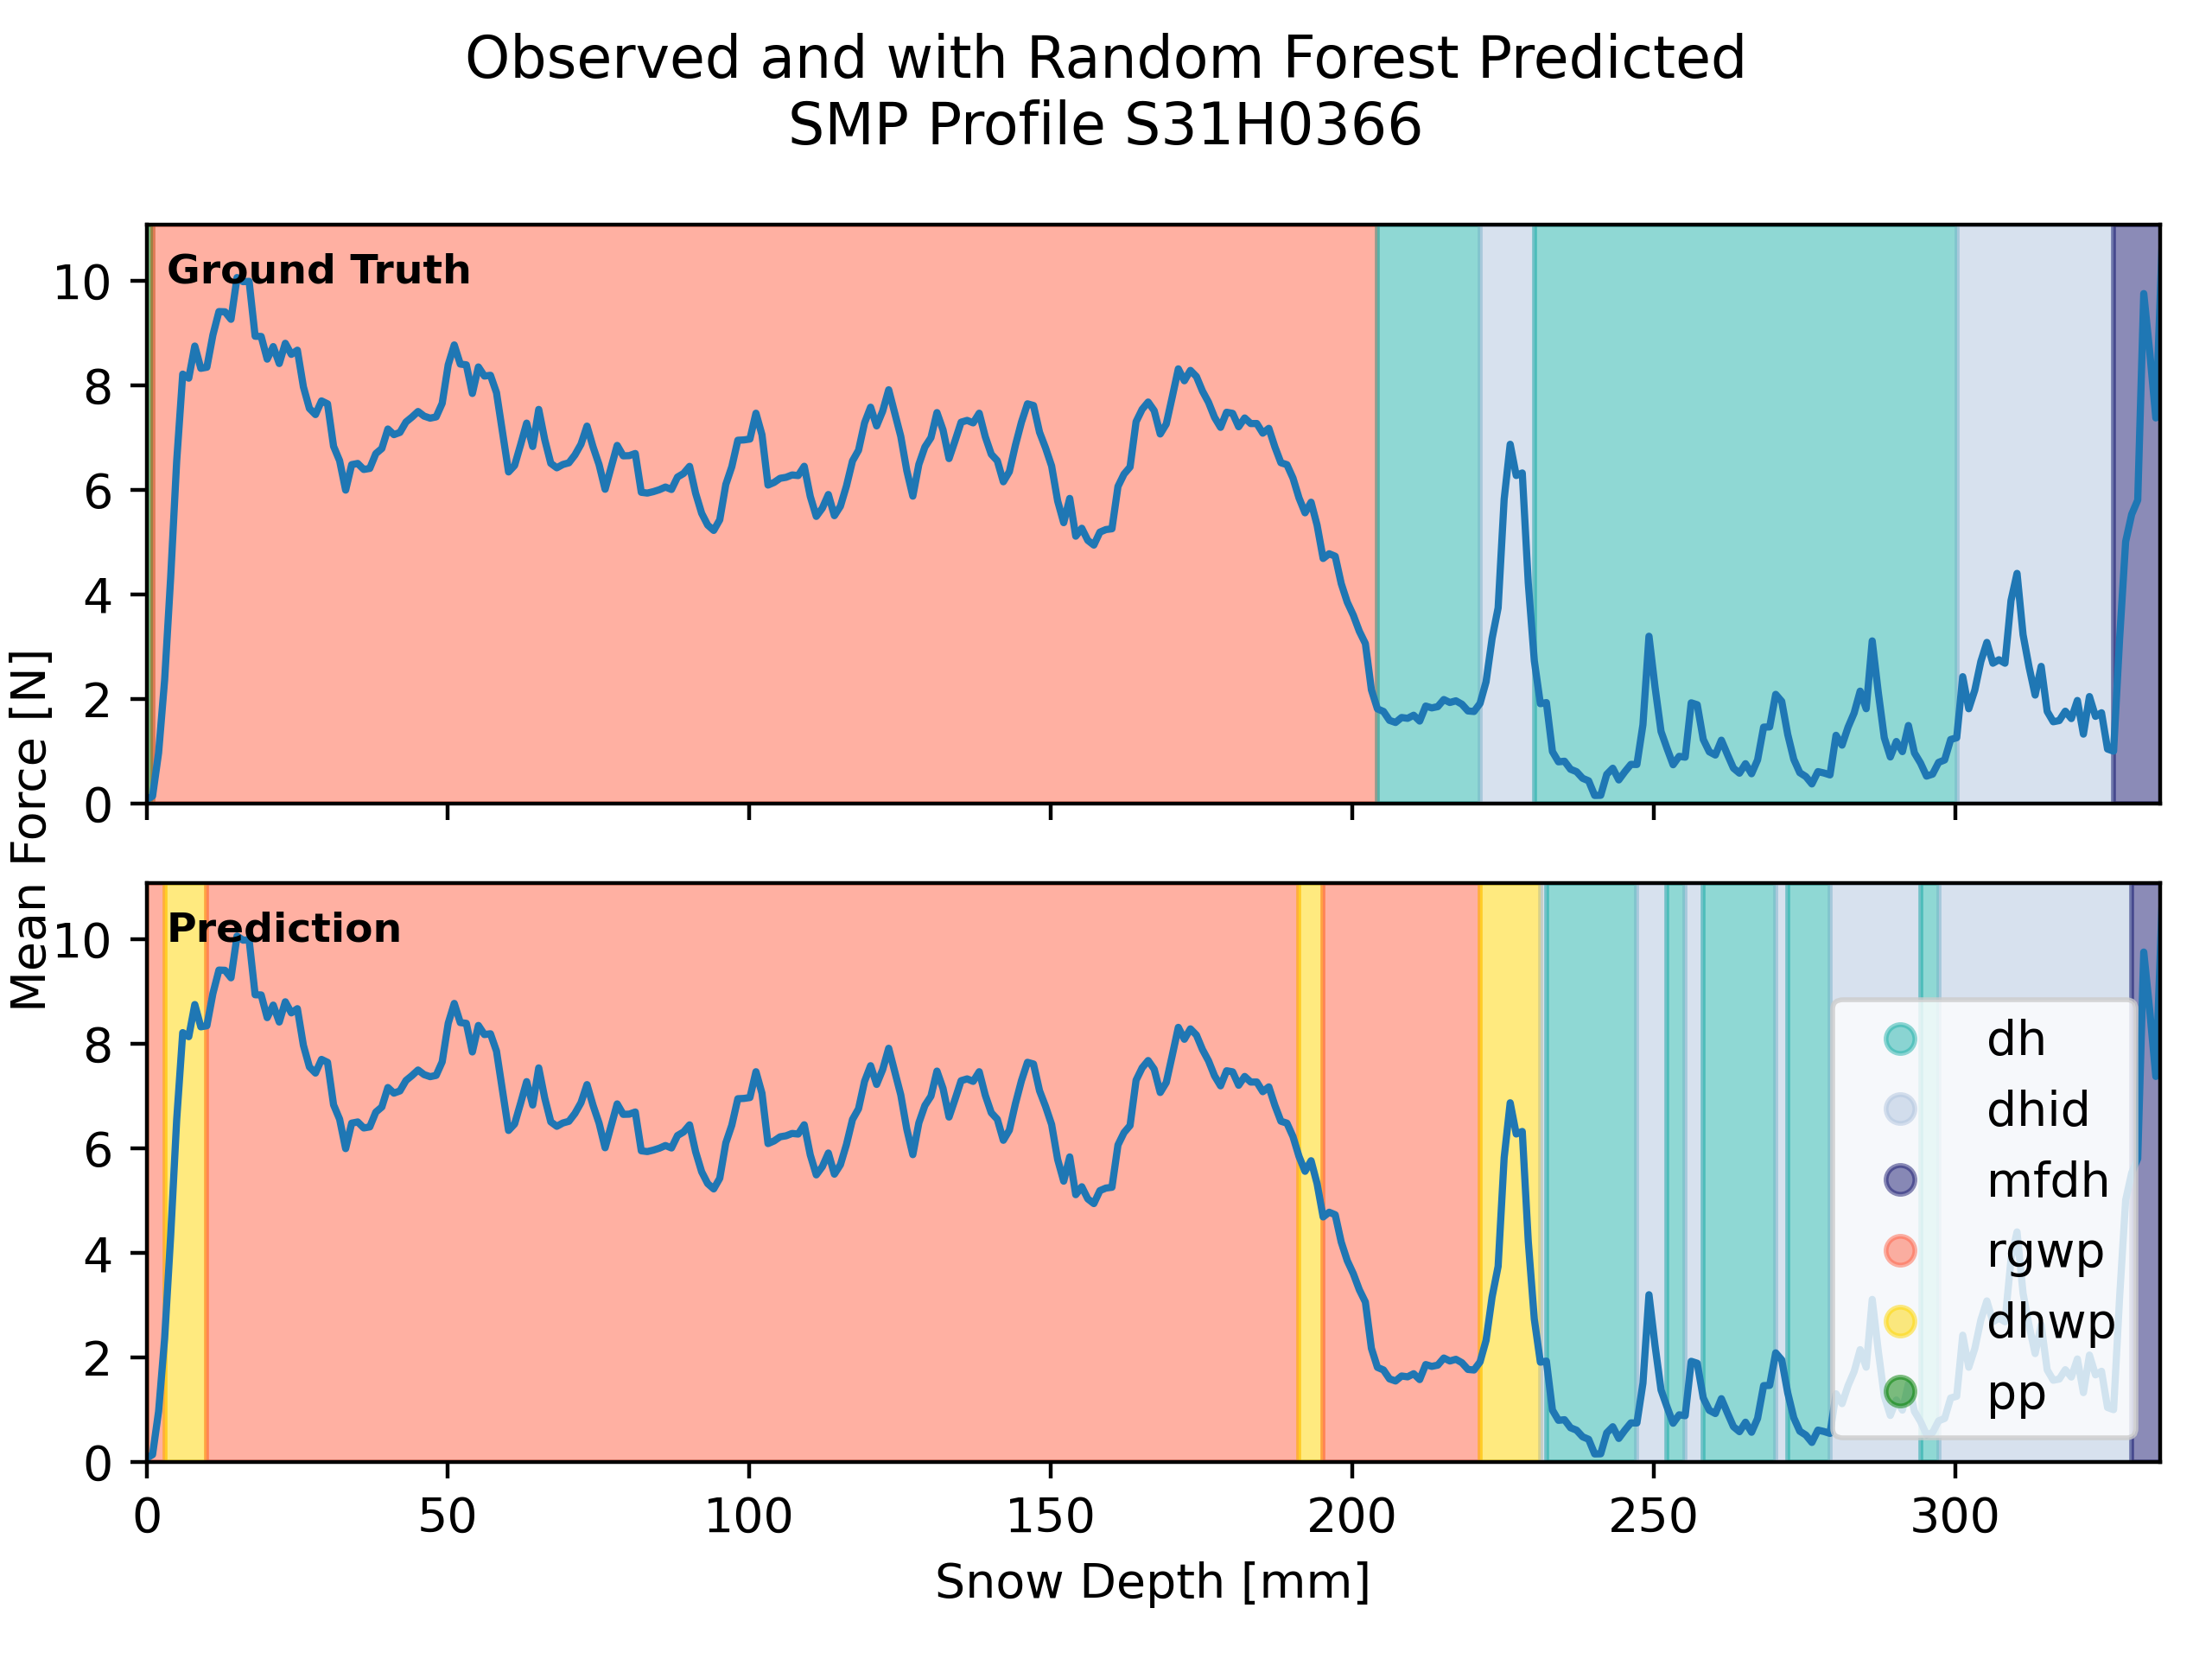 Observed and with Random Forest Predicted
SMP Profile S31H0366
Mean Force [N]
Ground Truth
10
8
6
4
2
0
Prediction
10
8
6
4
2
0
dh
dhid
mfdh
rgwp
dhwp
pp
0 50 100 150 200 250 300
Snow Depth [mm]